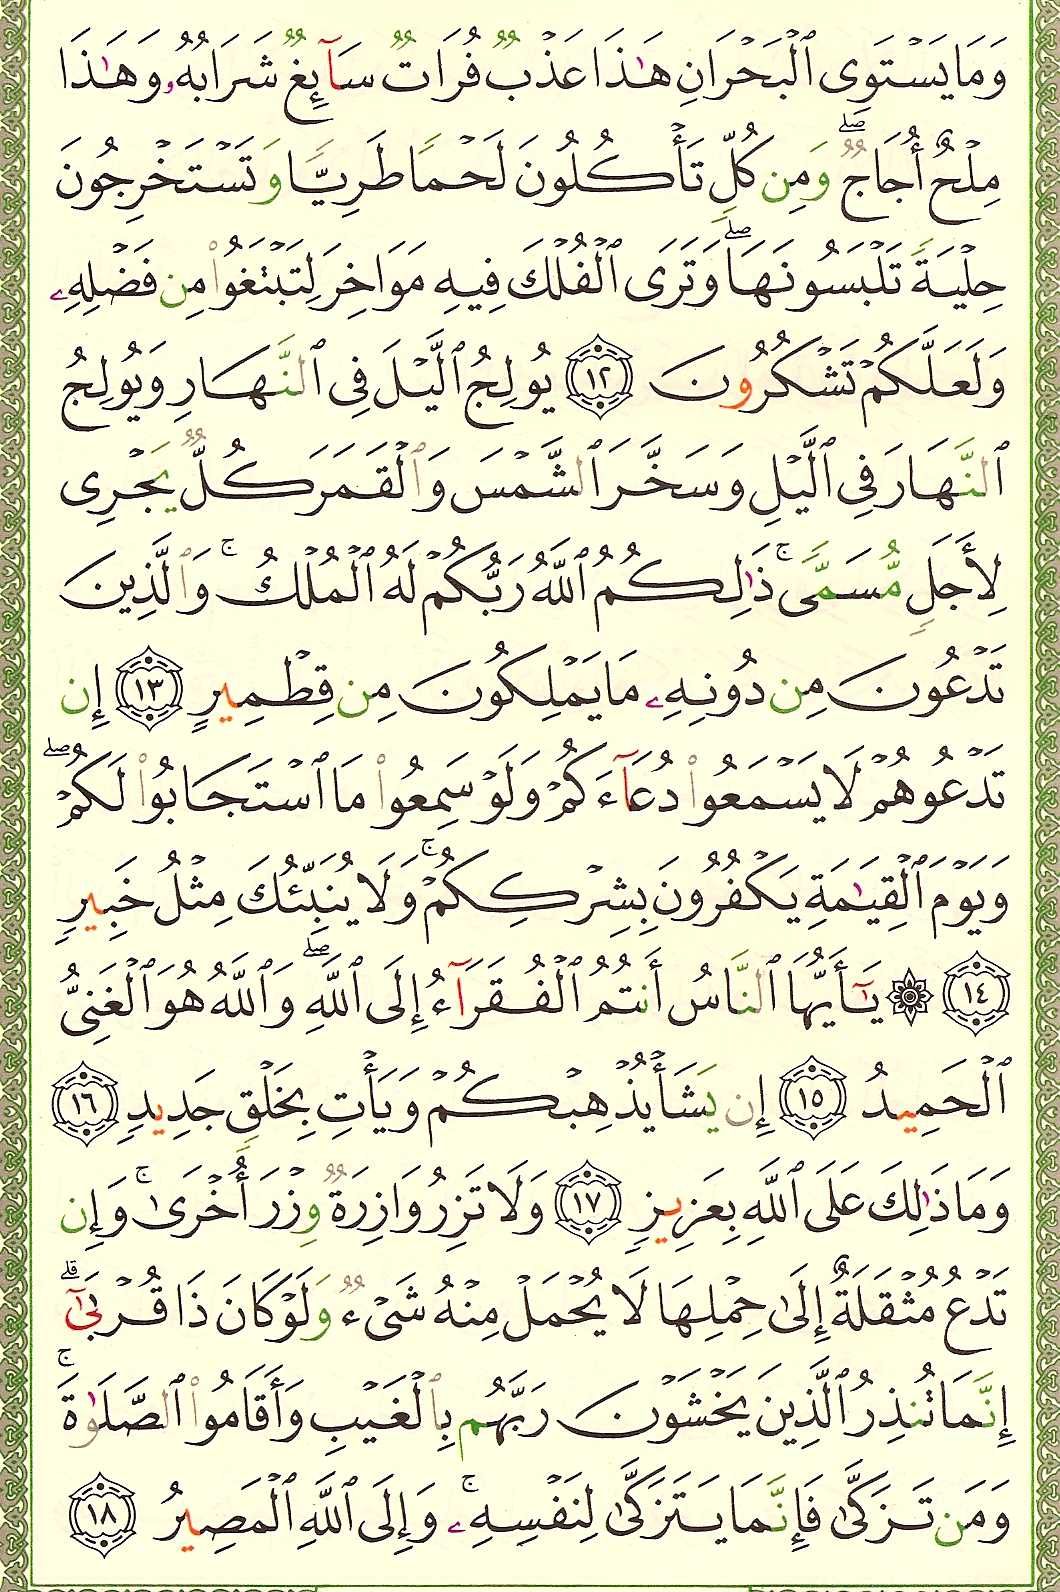 وَمَا يَسْتَوِى ٱلْبَحْرَانِ هَٰذَا عَذْبٌ فُرَاتٌ سَآئِغٌ شَرَابُهُۥ وَهَٰذَا
مِلْحٌ أُجَاجٌ ۖ وَمِن كُلٍّ تَأْكُلُونَ لَحْمًا طَرِيًّا وَتَسْتَخْرِجُونَ
حِلْيَةً تَلْبَسُونَهَا ۖ وَتَرَى ٱلْفُلْكَ فِيهِ مَوَاخِرَ لِتَبْتَغُوا۟ مِن فَضْلِهِۦ
وَلَعَلَّكُمْ تَشْكُرُونَ ١٢ يُولِجُ ٱلَّيْلَ فِى ٱلنَّهَارِ وَيُولِجُ
ٱلنَّهَارَ فِى ٱلَّيْلِ وَسَخَّرَ ٱلشَّمْسَ وَٱلْقَمَرَ كُلٌّ يَجْرِى
لِأَجَلٍ مُّسَمًّى ۚ ذَٰلِكُمُ ٱللَّهُ رَبُّكُمْ لَهُ ٱلْمُلْكُ ۚ وَٱلَّذِينَ
تَدْعُونَ مِن دُونِهِۦ مَا يَمْلِكُونَ مِن قِطْمِيرٍ ١٣ إِن
تَدْعُوهُمْ لَا يَسْمَعُوا۟ دُعَآءَكُمْ وَلَوْ سَمِعُوا۟ مَا ٱسْتَجَابُوا۟ لَكُمْ ۖ
وَيَوْمَ ٱلْقِيَٰمَةِ يَكْفُرُونَ بِشِرْكِكُمْ ۚ وَلَا يُنَبِّئُكَ مِثْلُ خَبِيرٍ
١٤ ۞ يَٰٓأَيُّهَا ٱلنَّاسُ أَنتُمُ ٱلْفُقَرَآءُ إِلَى ٱللَّهِ ۖ وَٱللَّهُ هُوَ ٱلْغَنِىُّ
ٱلْحَمِيدُ ١٥ إِن يَشَأْ يُذْهِبْكُمْ وَيَأْتِ بِخَلْقٍ جَدِيدٍ ١٦
وَمَا ذَٰلِكَ عَلَى ٱللَّهِ بِعَزِيزٍ ١٧ وَلَا تَزِرُ وَازِرَةٌ وِزْرَ أُخْرَىٰ ۚ وَإِن
تَدْعُ مُثْقَلَةٌ إِلَىٰ حِمْلِهَا لَا يُحْمَلْ مِنْهُ شَىْءٌ وَلَوْ كَانَ ذَا قُرْبَىٰٓ ۗ
إِنَّمَا تُنذِرُ ٱلَّذِينَ يَخْشَوْنَ رَبَّهُم بِٱلْغَيْبِ وَأَقَامُوا۟ ٱلصَّلَوٰةَ ۚ
وَمَن تَزَكَّىٰ فَإِنَّمَا يَتَزَكَّىٰ لِنَفْسِهِۦ ۚ وَإِلَى ٱللَّهِ ٱلْمَصِيرُ ١٨